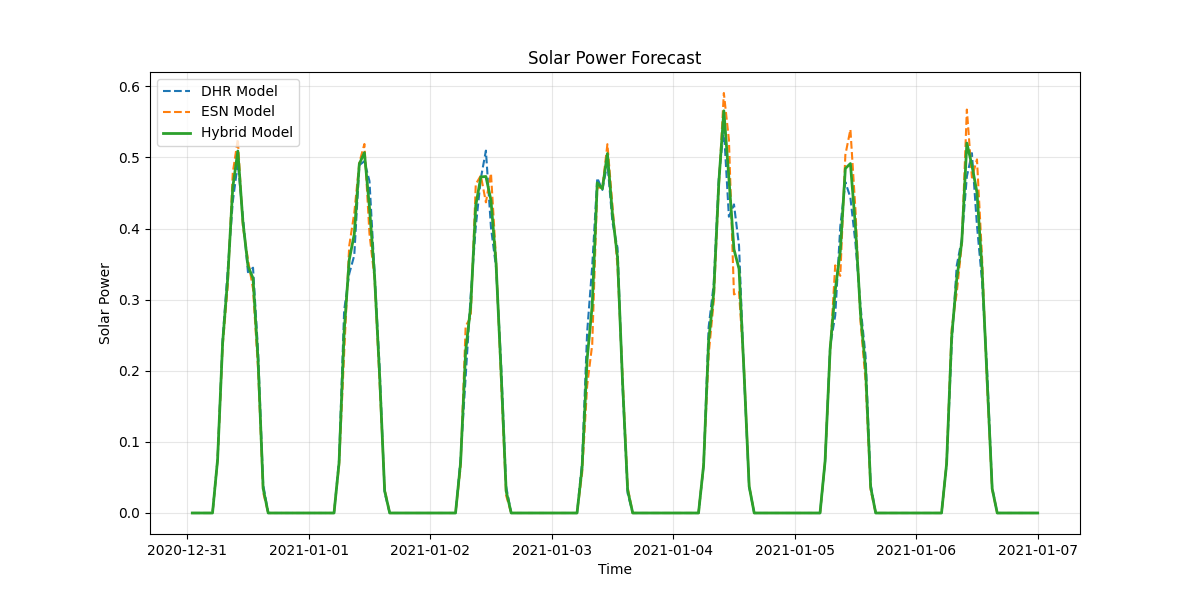 Solar Power Forecast
DHR Model
ESN Model
Hybrid Model
Solar Power
0.6
0.5
0.4
0.3
0.2
0.1
0.0
2020-12-31 2021-01-01 2021-01-02 2021-01-03 2021-01-04 2021-01-05 2021-01-06 2021-01-07
Time